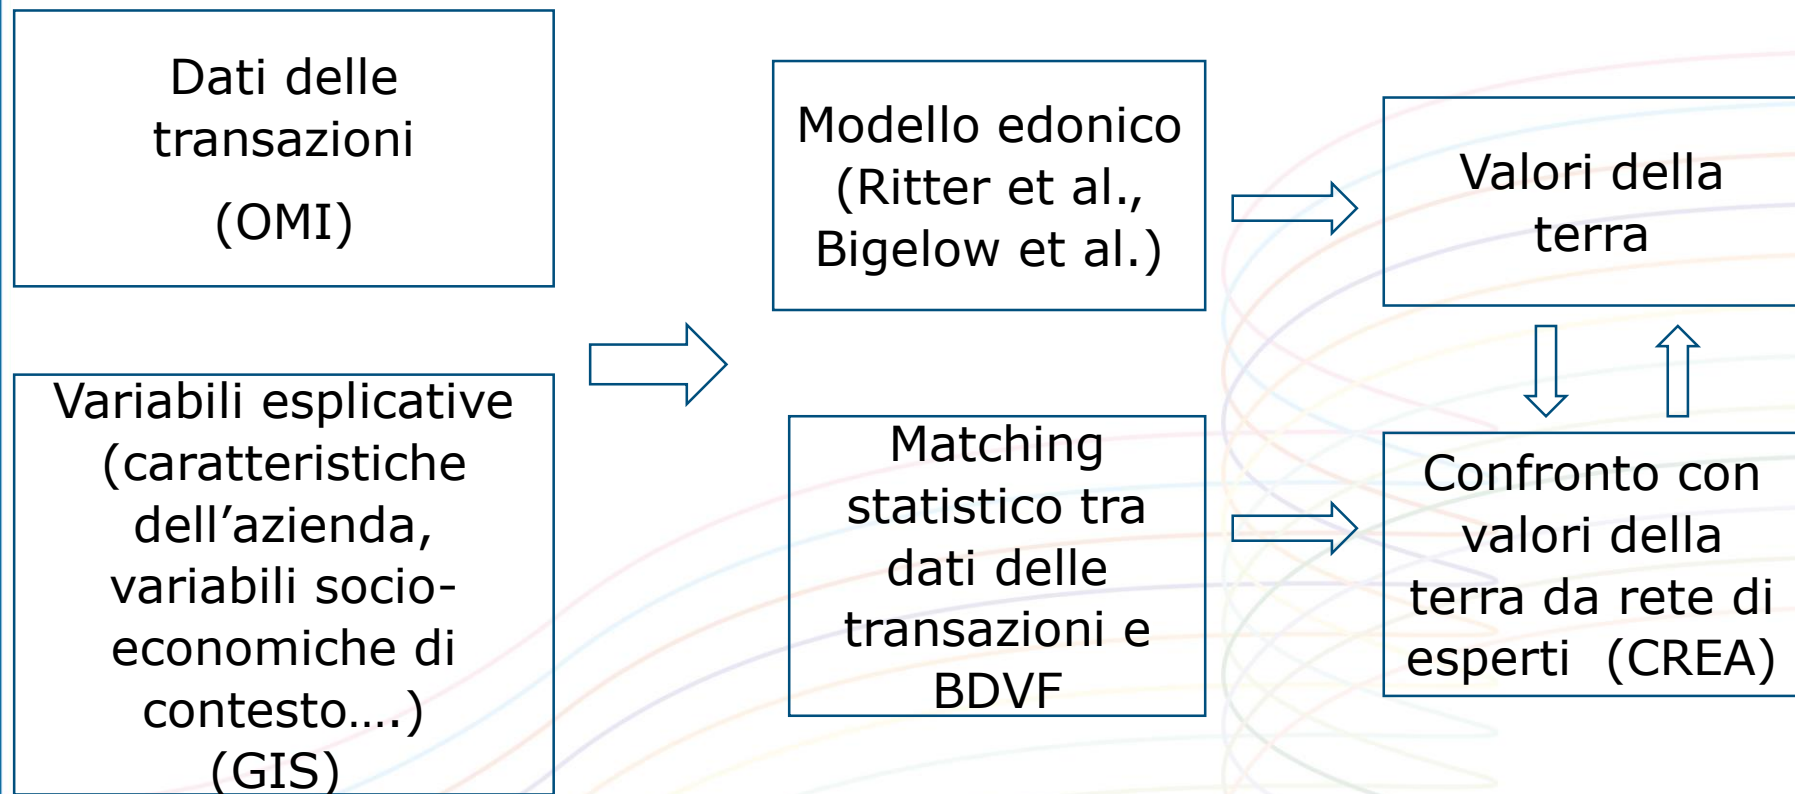 Dati delle
transazioni
(OMI)
Variabili esplicative
(caratteristiche
dell’azienda,
variabili socio-
economiche di
contesto….)
(GIS)
Modello edonico
(Ritter et al.,
Bigelow et al.)
Matching
statistico tra
dati delle
transazioni e
BDVF
Valori della
terra
Confronto con
valori della
terra da rete di
esperti (CREA)